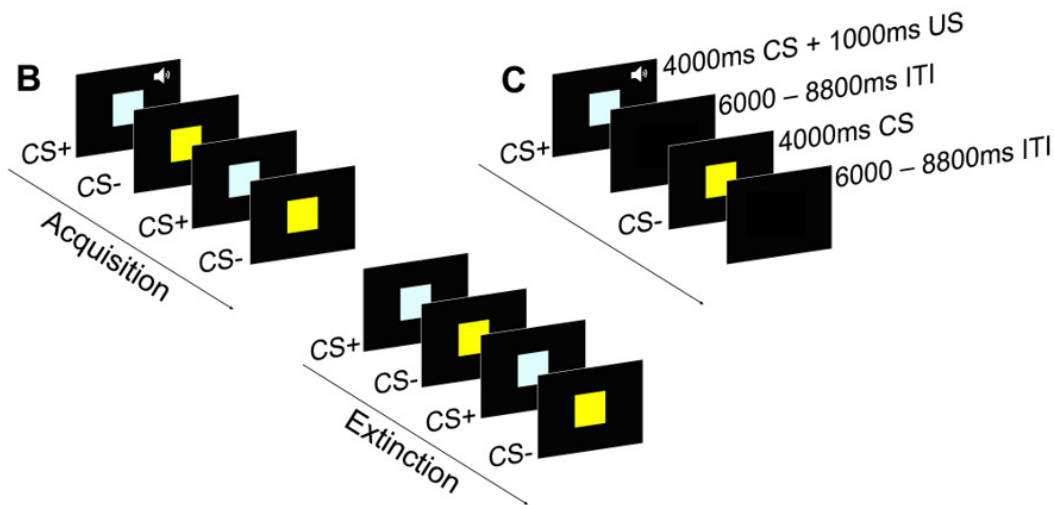 B
CS+
CS-
CS+
CS-
Acquisition
CS+
CS-
CS+
CS-
Extinction
C
4000ms CS + 1000ms US
6000 – 8800ms ITI
4000ms CS
6000 – 8800ms ITI
CS+
CS-